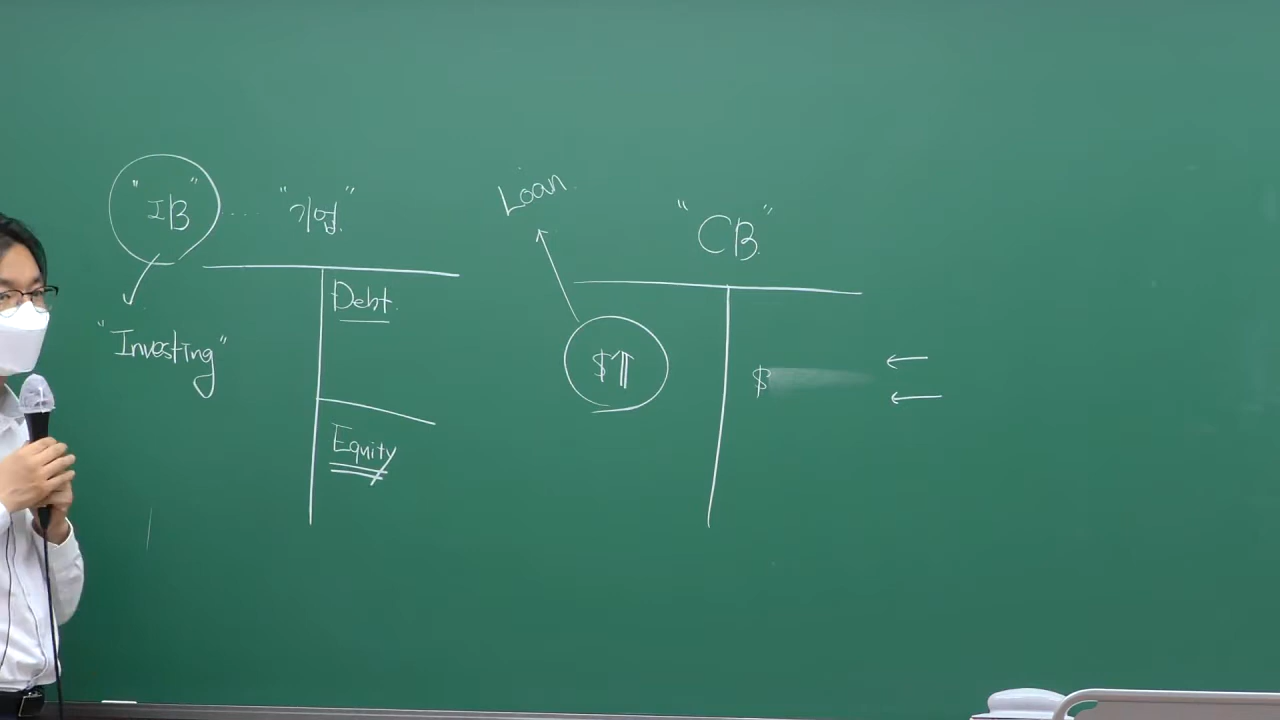 "IB" .... "기업"
Debt.
"Investing"
Equity
Loan.
"CB"
$⇑
$